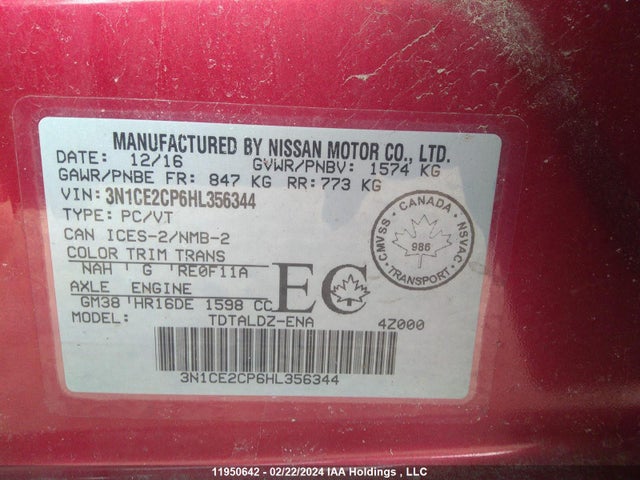 MANUFACTURED BY NISSAN MOTOR CO., LTD.
DATE: 12/16 GVWR/PNBV: 1574 KG
GAWR/PNBE FR: 847 KG RR: 773 KG
VIN: 3N1CE2CP6HL356344
TYPE: PC/VT
CAN ICES-2/NMB-2
COLOR TRIM TRANS
NAH G RE0F11A
AXLE ENGINE
GM38 HR16DE 1598 CC
MODEL: TDTALDZ-ENA 4Z000
EC
CANADA
CMVSS NSVAC
986
TRANSPORT
3N1CE2CP6HL356344
11950642 - 02/22/2024 IAA Holdings , LLC